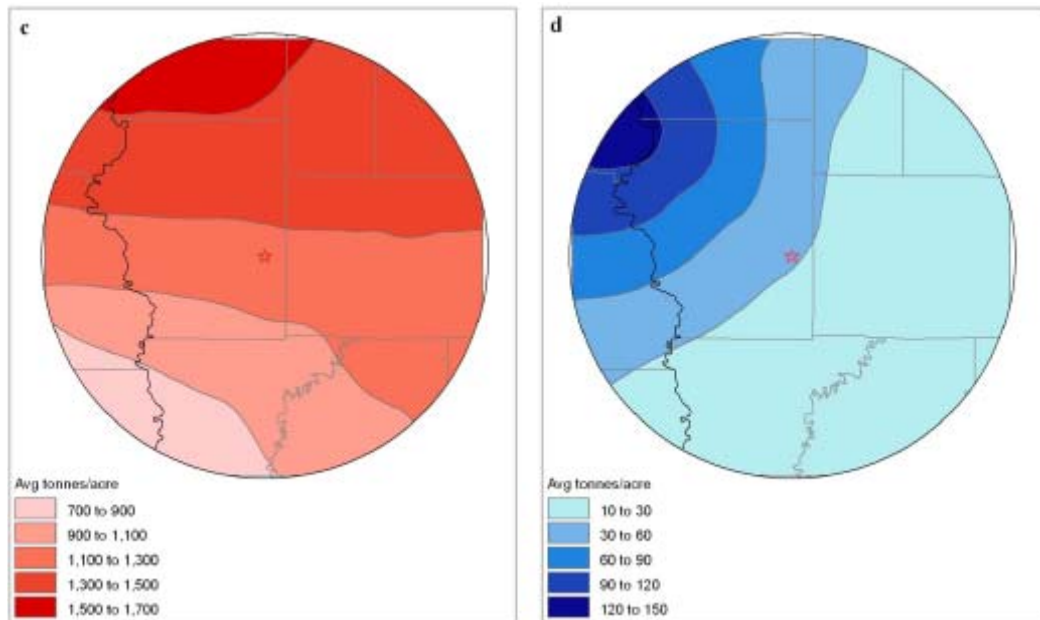 c
Avg tonnes/acre
700 to 900
900 to 1,100
1,100 to 1,300
1,300 to 1,500
1,500 to 1,700
d
Avg tonnes/acre
10 to 30
30 to 60
60 to 90
90 to 120
120 to 150